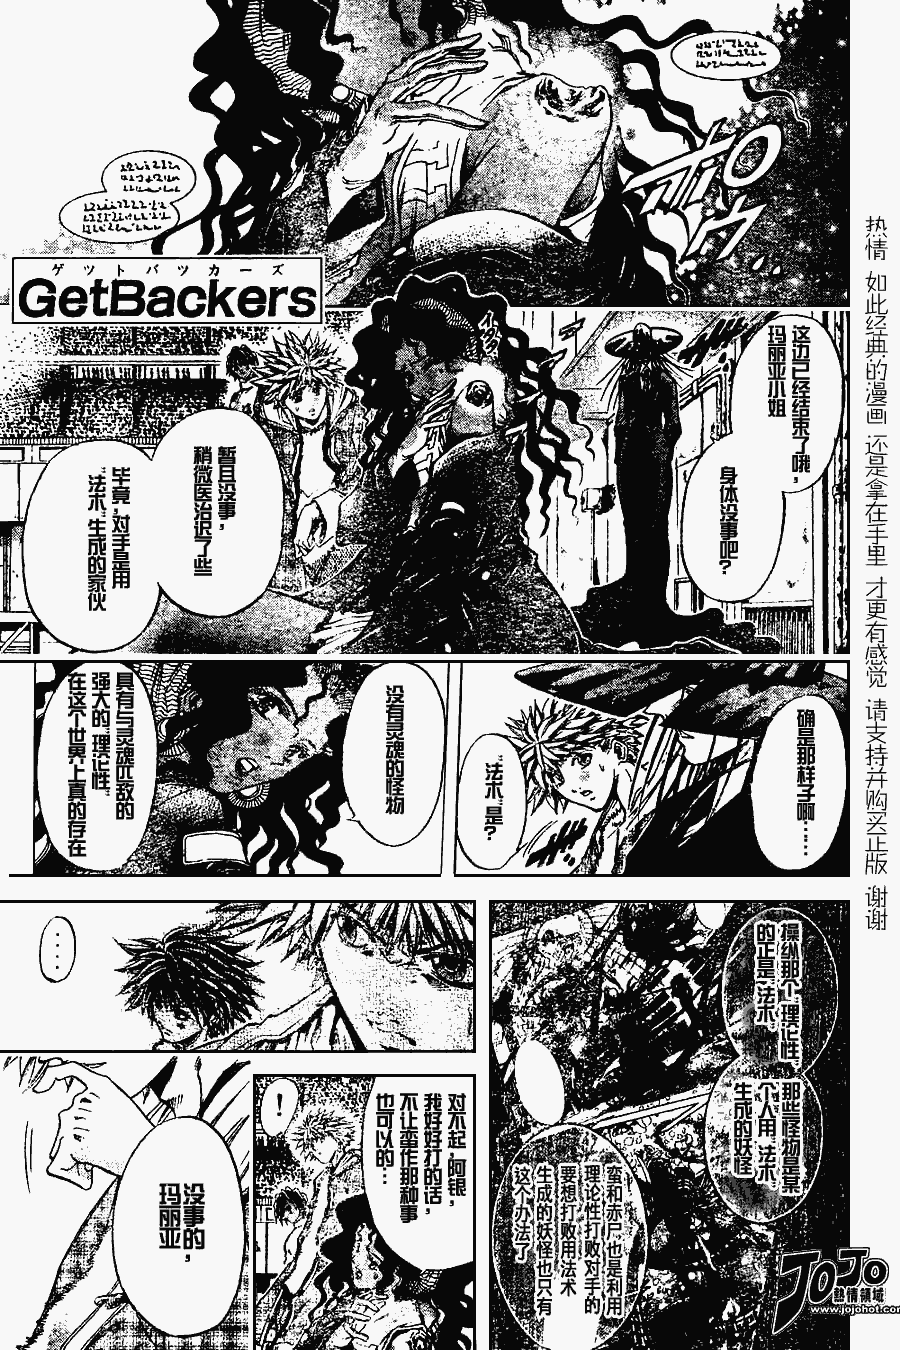 ゲットバッカーズ
GetBackers
这边已经结束了哦，
玛丽亚小姐
身体没事吧？
暂且没事，
稍微医治沢了些
毕竟，对手是用
“法术”生成的家伙
确是那样子啊……
“法术”是？
没有灵魂的怪物
具有与灵魂匹敌的
强大的“理论性”
在这个世界上真的存在
操纵那个“理论性”
的正是“法术”。
那些怪物是某
个人用“法术”
生成的妖怪
蛮和赤尸，也是利用
理论性打败对手的
要想打败用法术
生成的妖怪也只有
这个办法了
····
对不起，阿银
我好好打的话，
不让蛮作那种事
也可以的…
！
没事的，
玛丽亚
热情 如此经典的漫画 还是拿在手里 才更有感觉 请支持并购买正版 谢谢
JOJO
熱情領域
www.jojohot.com